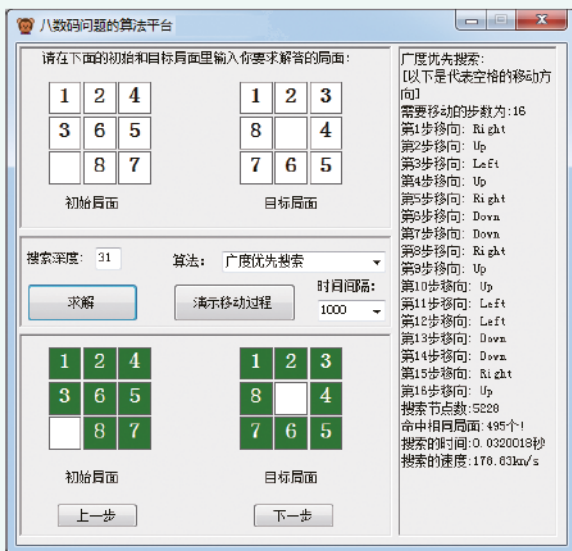 八数码问题的算法平台
请在下面的初始和目标局面里输入你要求解答的局面:
1 2 4
3 6 5
8 7
初始局面
1 2 3
8 4
7 6 5
目标局面
搜索深度: 31
算法: 广度优先搜索
求解
演示移动过程
时间间隔:
1000
1 2 4
3 6 5
8 7
初始局面
1 2 3
8 4
7 6 5
目标局面
上一步
下一步
广度优先搜索:
[以下是代表空格的移动方
向]
需要移动的步数为:16
第1步移向: Right
第2步移向: Up
第3步移向: Left
第4步移向: Up
第5步移向: Right
第6步移向: Down
第7步移向: Down
第8步移向: Right
第9步移向: Up
第10步移向: Up
第11步移向: Left
第12步移向: Left
第13步移向: Down
第14步移向: Down
第15步移向: Right
第16步移向: Up
搜索节点数:5228
命中相同局面:495个!
搜索的时间:0.0320018秒
搜索的速度:178.63kn/s